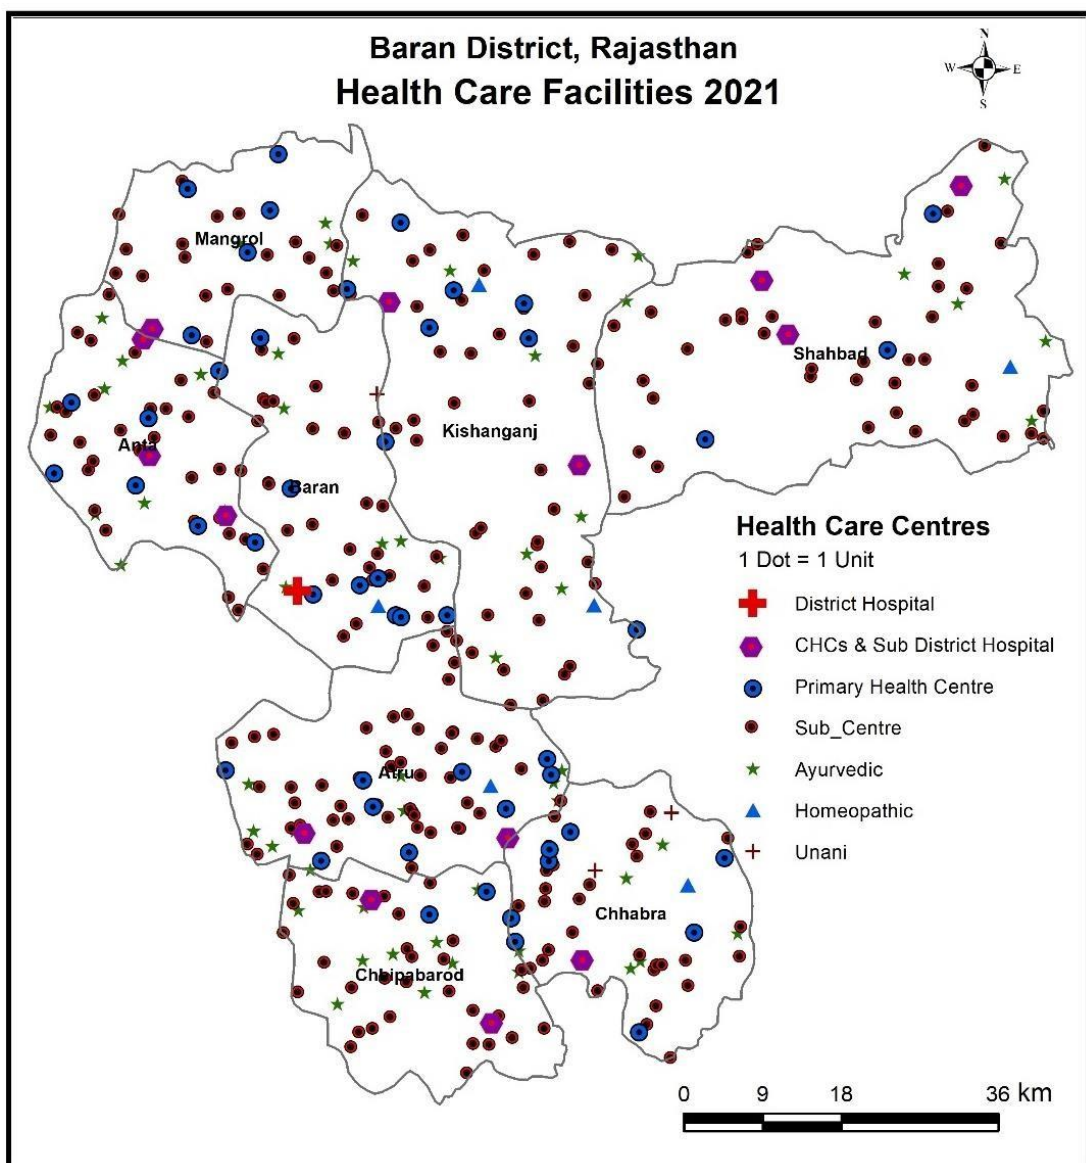 Baran District, Rajasthan
Health Care Facilities 2021
N
W E
S
Mangrol
Shahbad
Anta
Kishanganj
Baran
Health Care Centres
1 Dot = 1 Unit
District Hospital
CHCs & Sub District Hospital
Primary Health Centre
Sub_Centre
Ayurvedic
Homeopathic
Unani
Atru
Chhabra
Chhipabarod
0 9 18 36 km